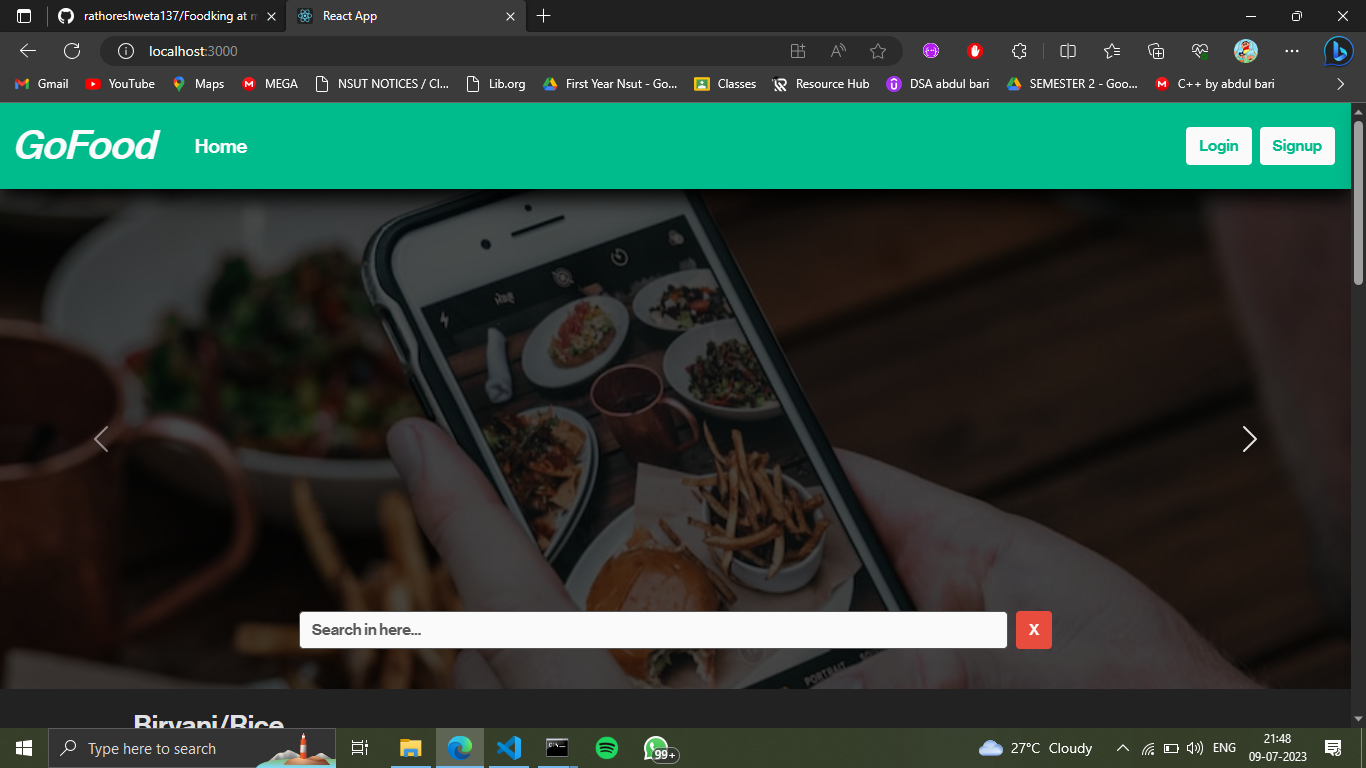 rathoreshweta137/Foodking at m
React App
localhost:3000
Gmail
YouTube
Maps
MEGA
NSUT NOTICES / Cl...
Lib.org
First Year Nsut - Go...
Classes
Resource Hub
DSA abdul bari
SEMESTER 2 - Goo...
C++ by abdul bari
GoFood
Home
Login
Signup
Search in here...
X
PORTRAIT
Biryani/Rice
Type here to search
99+
27°C Cloudy
ENG
21:48
09-07-2023